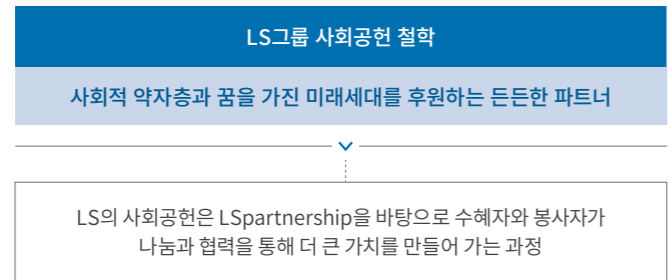 LS그룹 사회공헌 철학
사회적 약자층과 꿈을 가진 미래세대를 후원하는 든든한 파트너
LS의 사회공헌은 LSpartnership을 바탕으로 수혜자와 봉사자가
나눔과 협력을 통해 더 큰 가치를 만들어 가는 과정